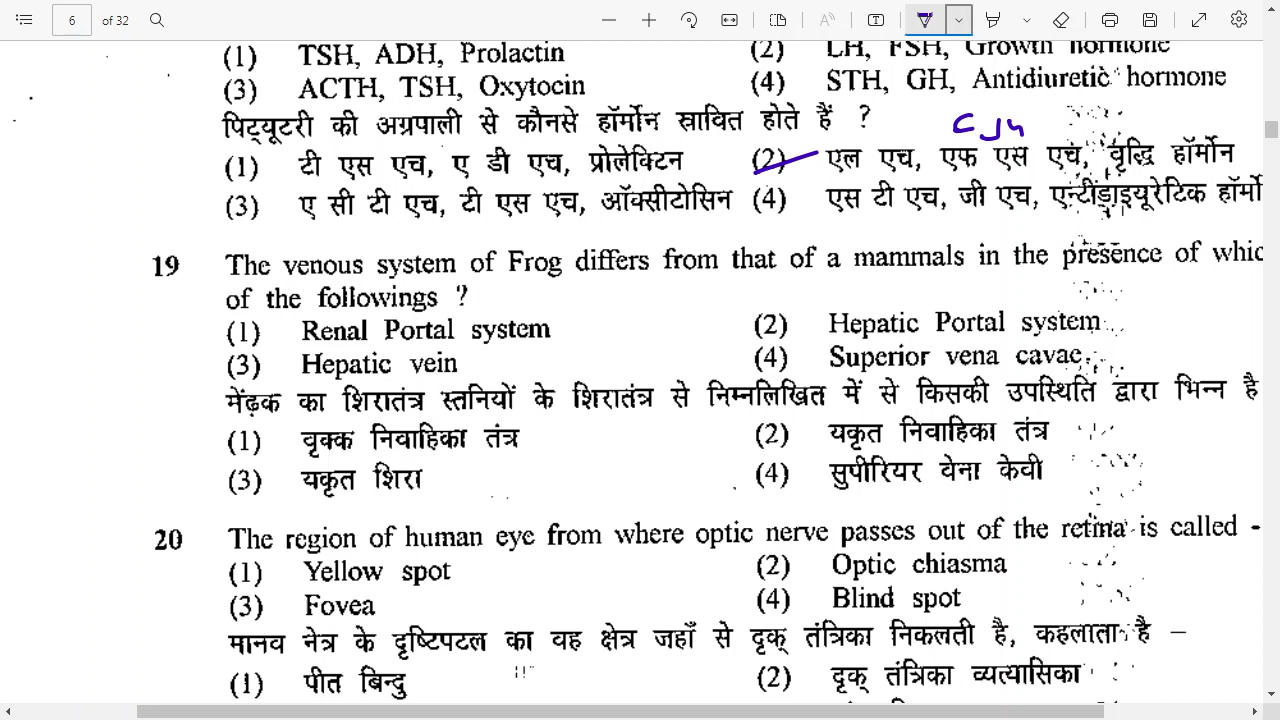 6 of 32
(1) TSH, ADH, Prolactin (2) LH, FSH, Growth hormone
(3) ACTH, TSH, Oxytocin (4) STH, GH, Antidiuretic hormone
पिट्यूटरी की अग्रपाली से कौनसे हॉर्मोन स्रावित होते हैं ?
(1) टी एस एच, ए डी एच, प्रोलेक्टिन (2) एल एच, एफ एस एच, वृद्धि हॉर्मोन
(3) ए सी टी एच, टी एस एच, ऑक्सीटोसिन (4) एस टी एच, जी एच, एन्टीडाइयूरेटिक हॉर्मो
19 The venous system of Frog differs from that of a mammals in the presence of whic
of the followings ?
(1) Renal Portal system (2) Hepatic Portal system
(3) Hepatic vein (4) Superior vena cavae
मेंढ़क का शिरातंत्र स्तनियों के शिरातंत्र से निम्नलिखित में से किसकी उपस्थिति द्वारा भिन्न है
(1) वृक्क निवाहिका तंत्र (2) यकृत निवाहिका तंत्र
(3) यकृत शिरा (4) सुपीरियर वेना केवी
20 The region of human eye from where optic nerve passes out of the retina is called -
(1) Yellow spot (2) Optic chiasma
(3) Fovea (4) Blind spot
मानव नेत्र के दृष्टिपटल का वह क्षेत्र जहाँ से दृक् तंत्रिका निकलती है, कहलाता है –
(1) पीत बिन्दु (2) दृक् तंत्रिका व्यत्यासिका